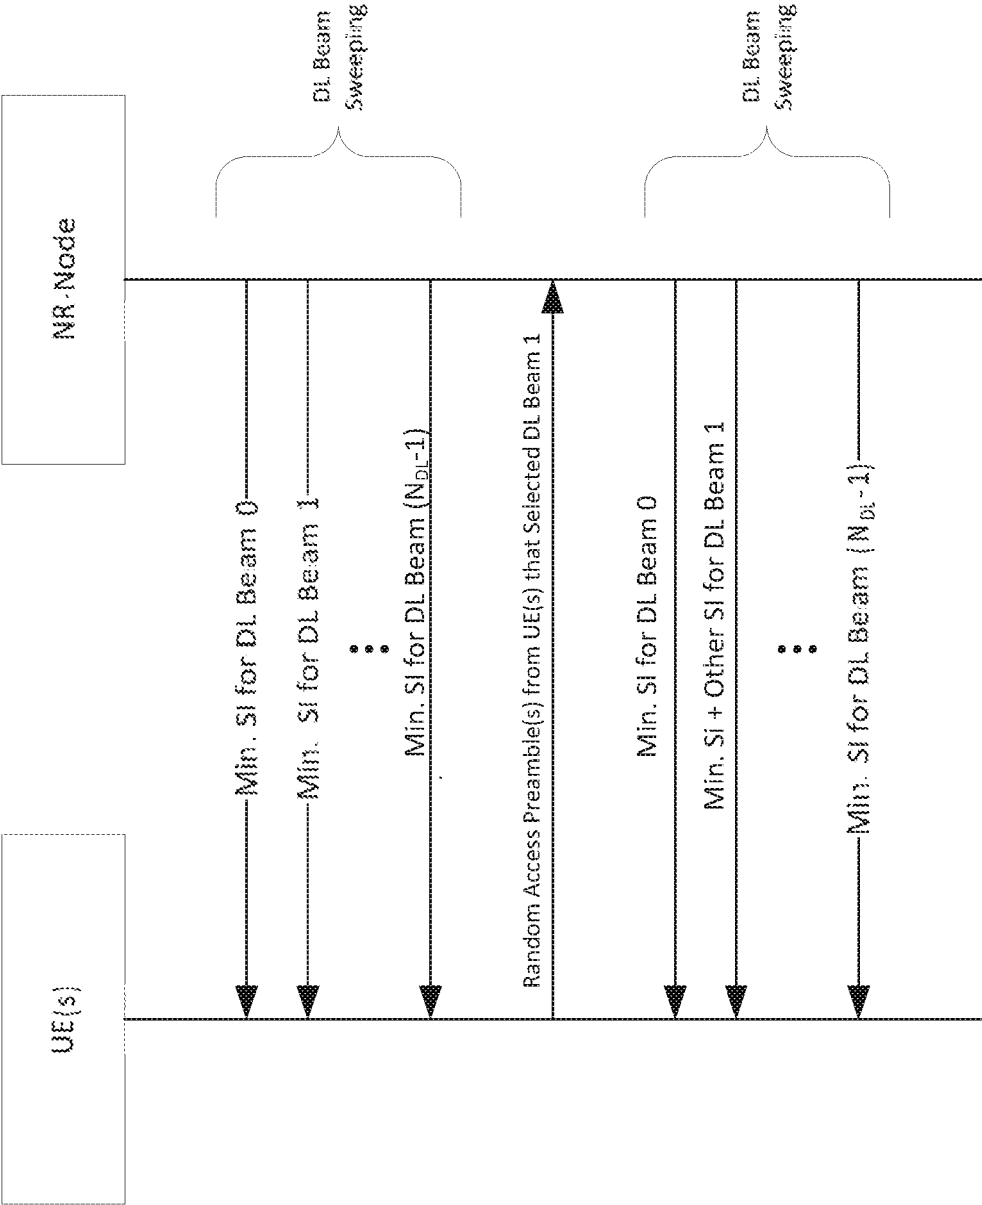 UE(s)
NR-Node
Min. SI for DL Beam 0
Min. SI for DL Beam 1
•••
Min. SI for DL Beam (N_DL-1)
DL Beam
Sweeping
Random Access Preamble(s) from UE(s) that Selected DL Beam 1
Min. SI for DL Beam 0
Min. Si + Other SI for DL Beam 1
•••
Min. SI for DL Beam (N_DL-1)
DL Beam
Sweeping